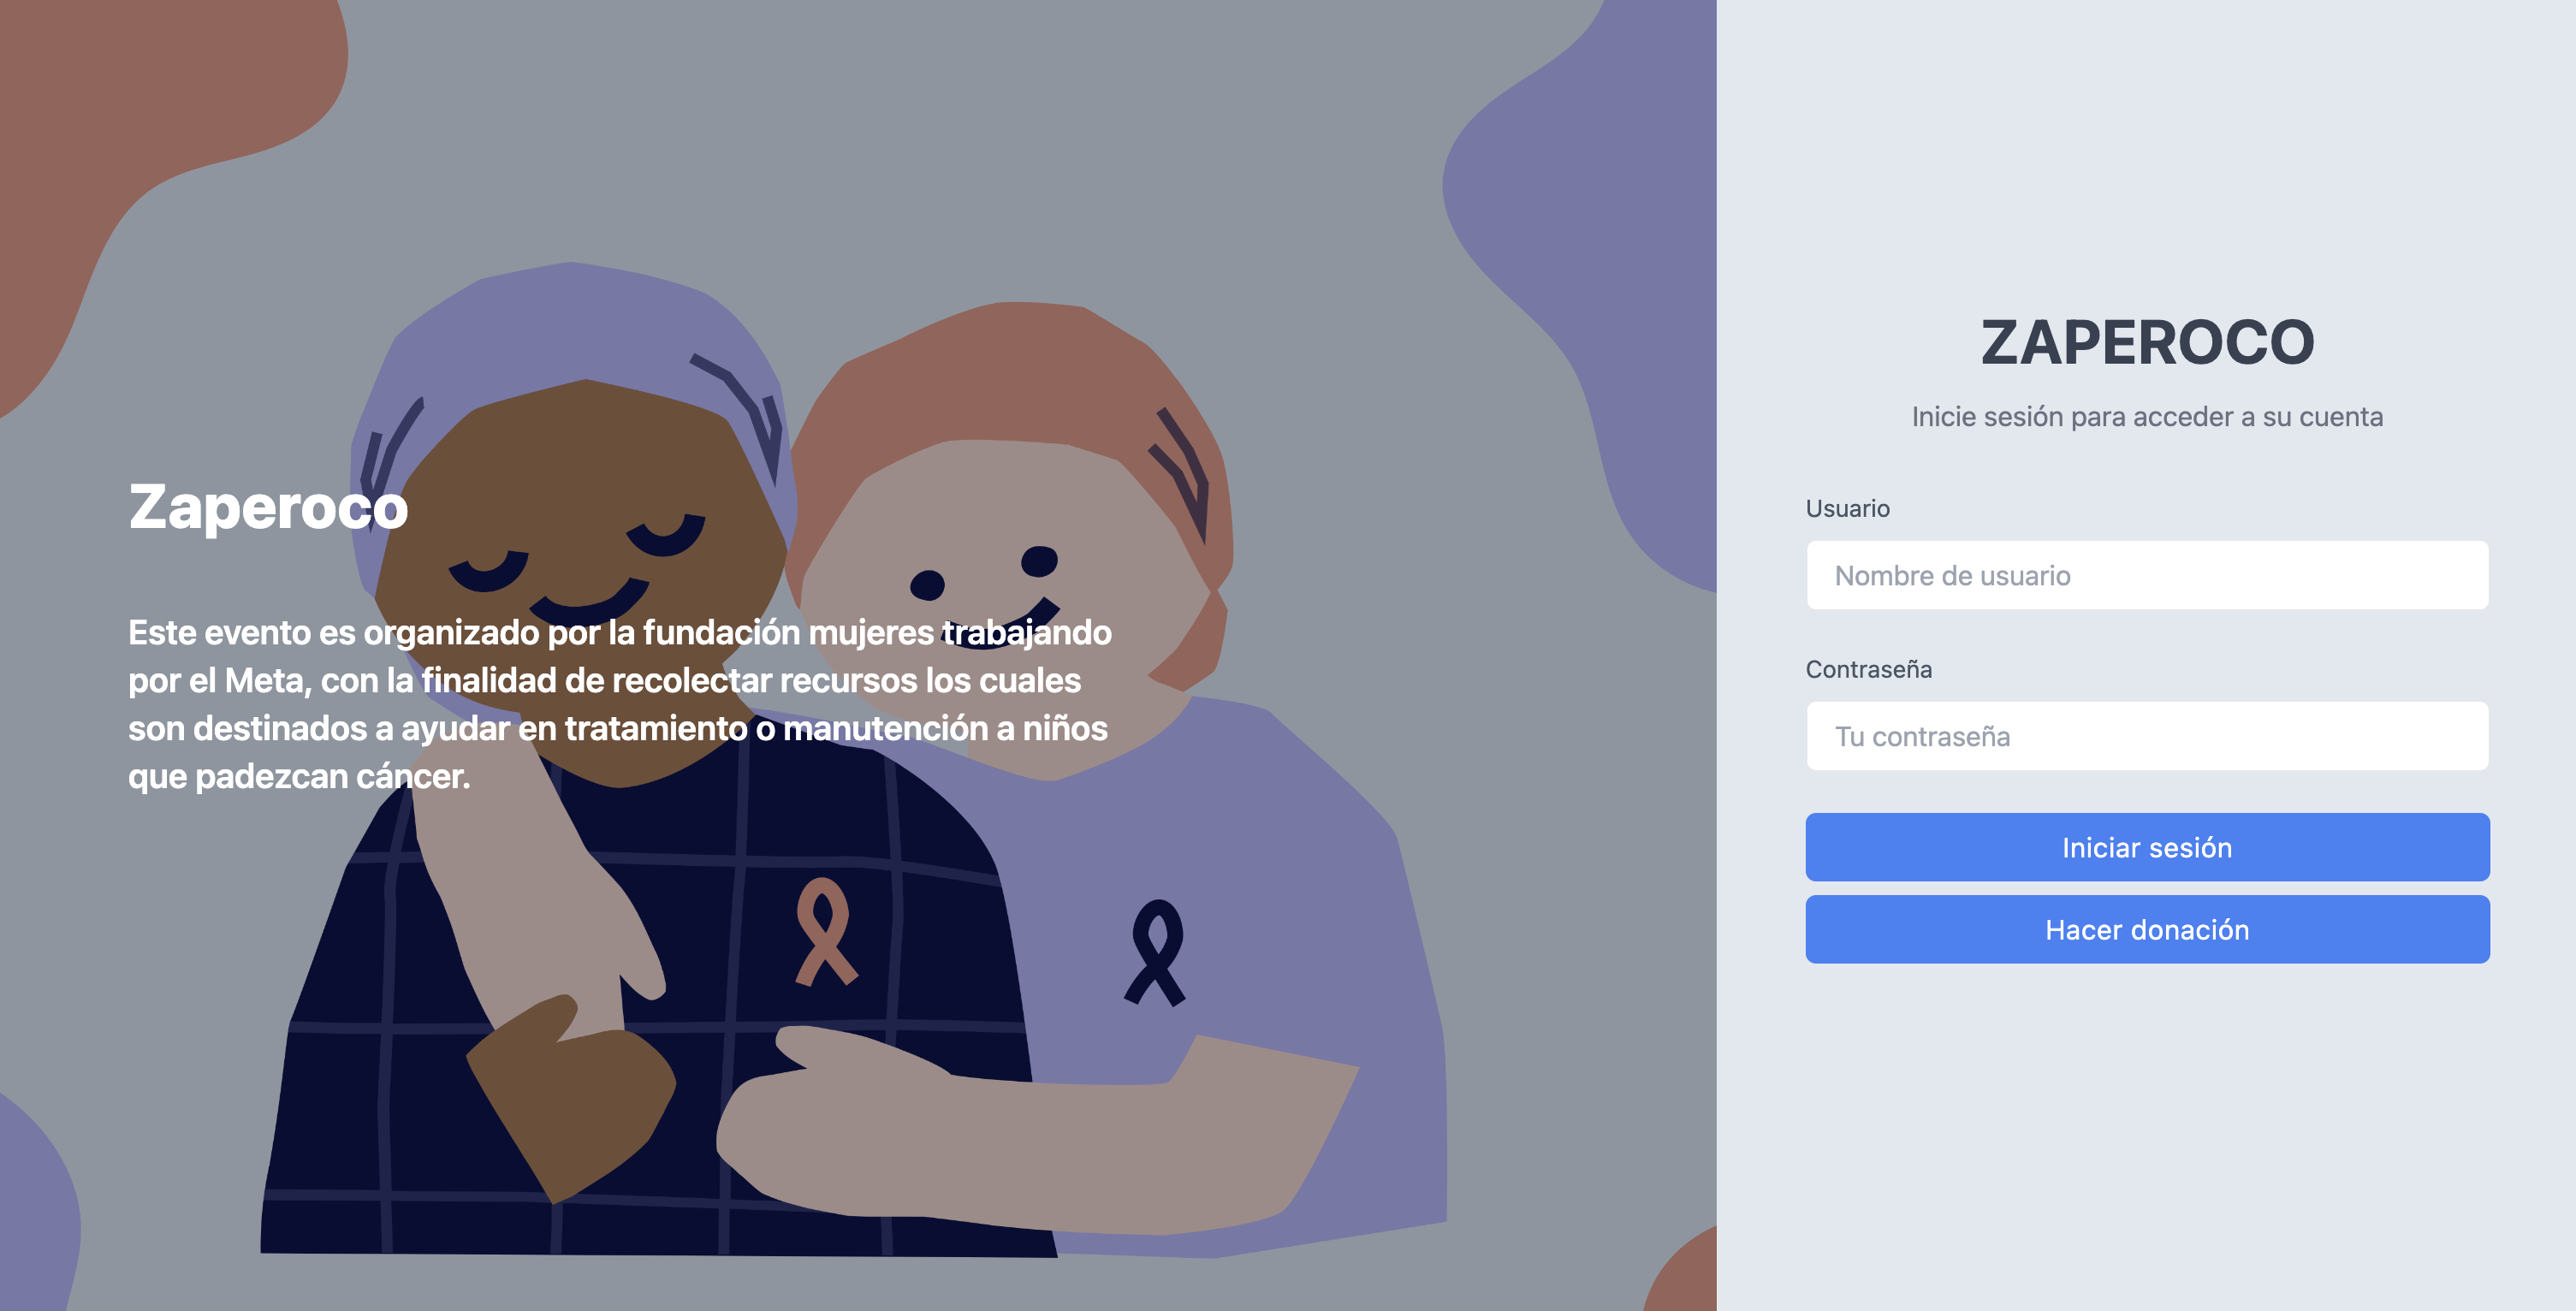 Zaperoco
Este evento es organizado por la fundación mujeres trabajando
por el Meta, con la finalidad de recolectar recursos los cuales
son destinados a ayudar en tratamiento o manutención a niños
que padezcan cáncer.
ZAPEROCO
Inicie sesión para acceder a su cuenta
Usuario
Nombre de usuario
Contraseña
Tu contraseña
Iniciar sesión
Hacer donación